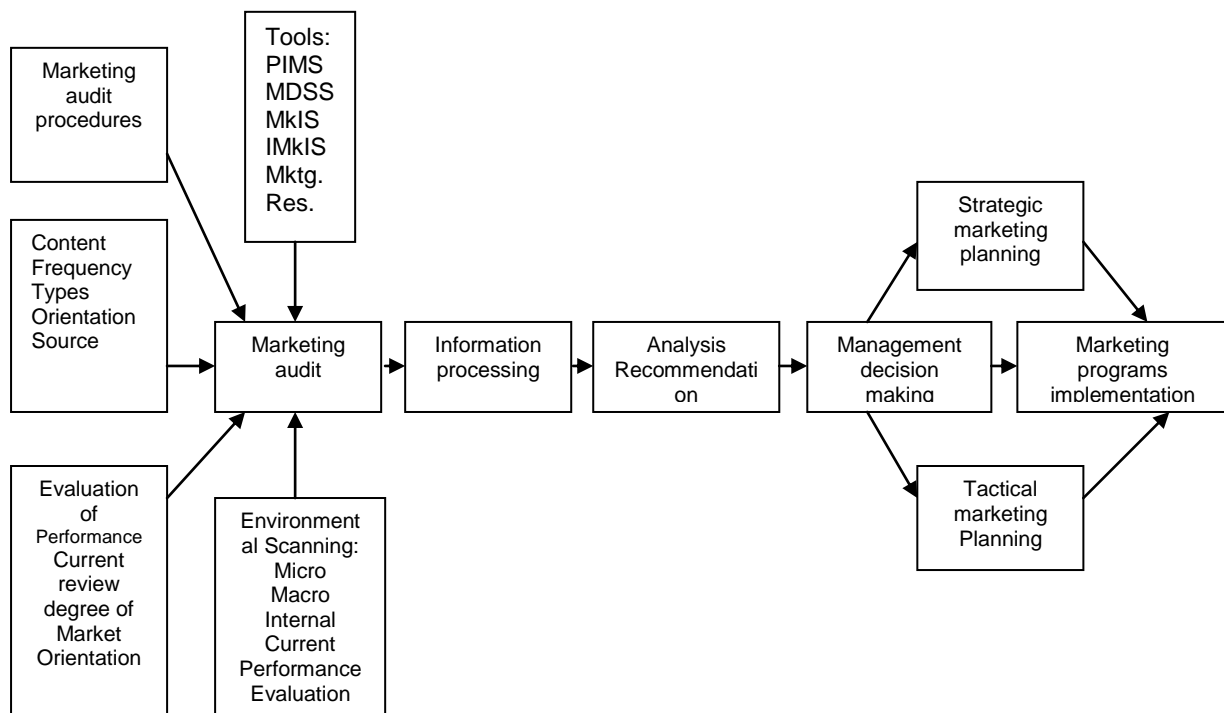 Marketing
audit
procedures
Tools:
PIMS
MDSS
MkIS
IMkIS
Mktg.
Res.
Content
Frequency
Types
Orientation
Source
Marketing
audit
Information
processing
Analysis
Recommendati
on
Management
decision
making
Strategic
marketing
planning
Marketing
programs
implementation
Tactical
marketing
Planning
Evaluation
of
Performance
Current
review
degree of
Market
Orientation
Environment
al Scanning:
Micro
Macro
Internal
Current
Performance
Evaluation